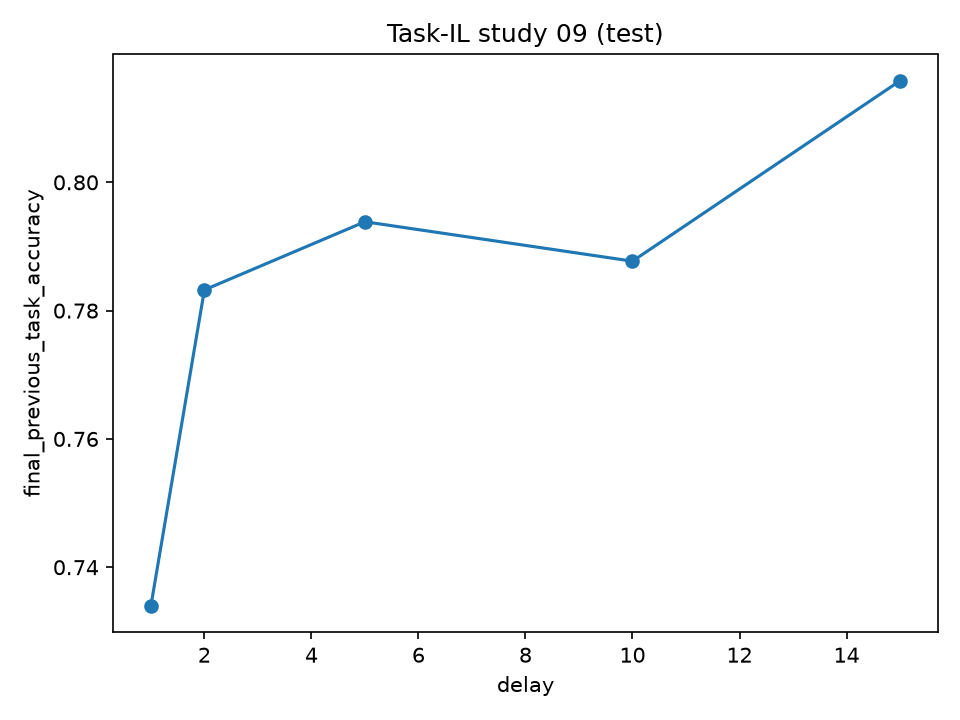 Task-IL study 09 (test)
final_previous_task_accuracy
0.80
0.78
0.76
0.74
2 4 6 8 10 12 14
delay